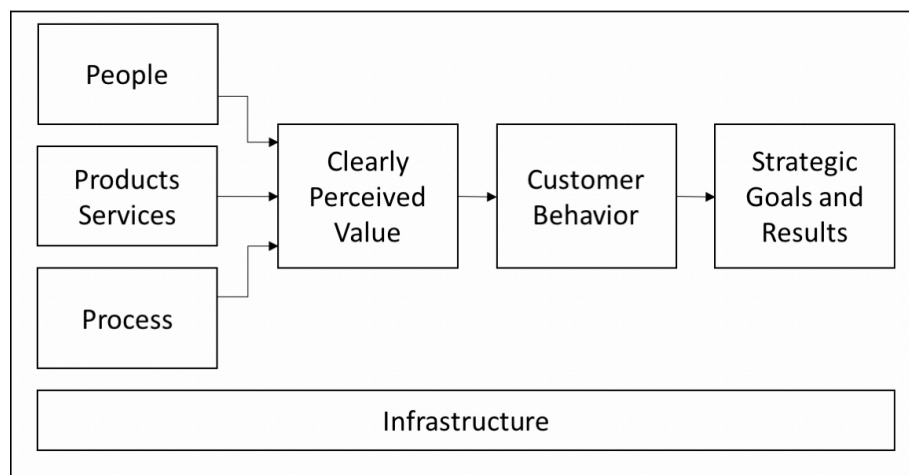 People
Products
Services
Process
Clearly
Perceived
Value
Customer
Behavior
Strategic
Goals and
Results
Infrastructure